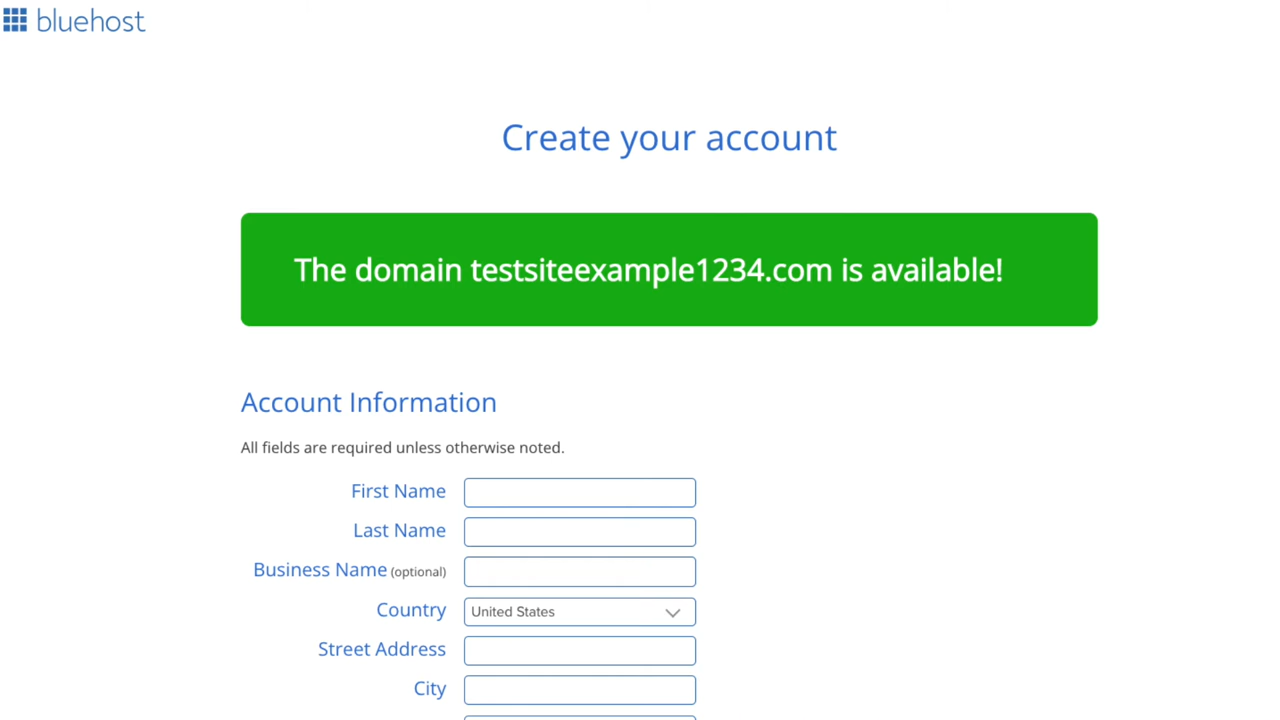 bluehost
Create your account
The domain testsiteexample1234.com is available!
Account Information
All fields are required unless otherwise noted.
First Name
Last Name
Business Name (optional)
Country United States
Street Address
City